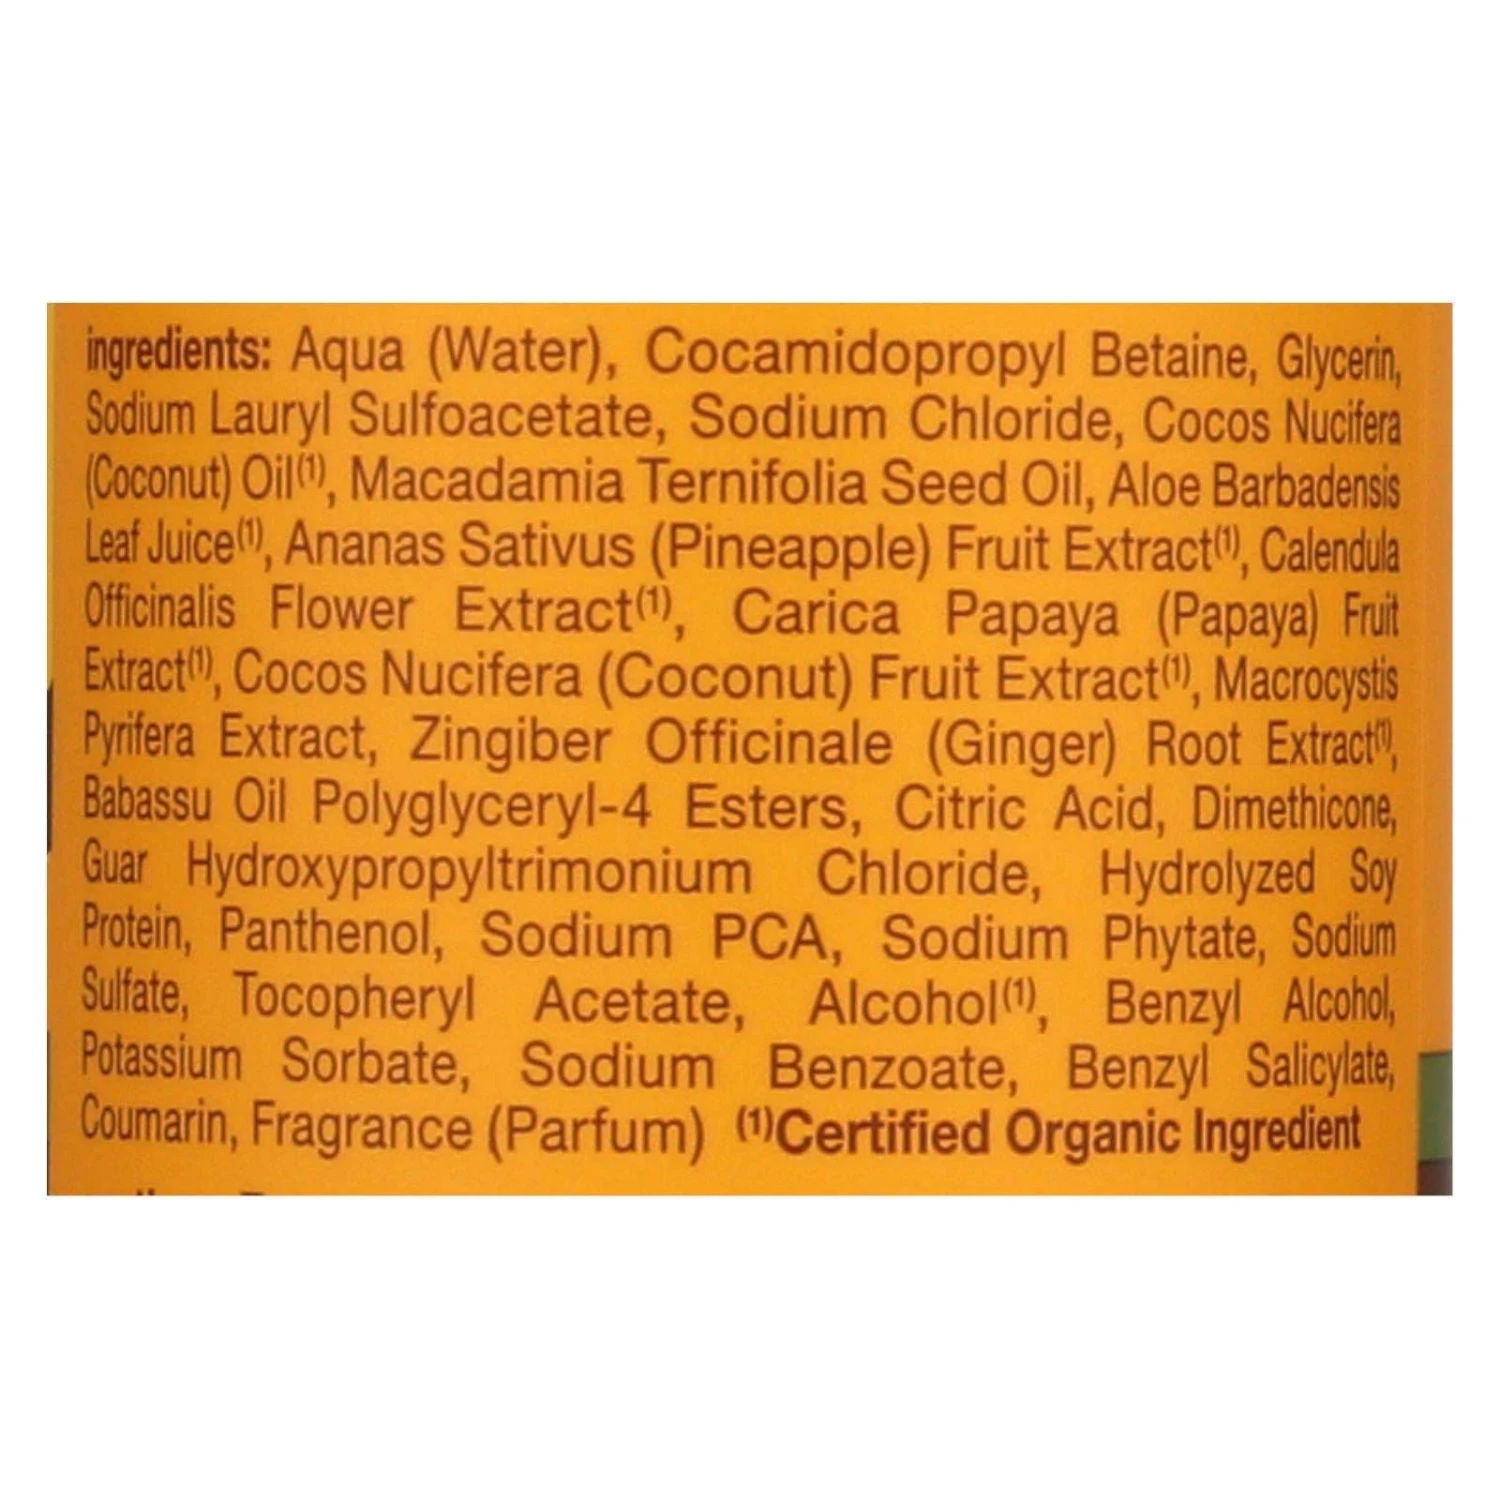 ingredients: Aqua (Water), Cocamidopropyl Betaine, Glycerin,
Sodium Lauryl Sulfoacetate, Sodium Chloride, Cocos Nucifera
(Coconut) Oil⁽¹⁾, Macadamia Ternifolia Seed Oil, Aloe Barbadensis
Leaf Juice⁽¹⁾, Ananas Sativus (Pineapple) Fruit Extract⁽¹⁾, Calendula
Officinalis Flower Extract⁽¹⁾, Carica Papaya (Papaya) Fruit
Extract⁽¹⁾, Cocos Nucifera (Coconut) Fruit Extract⁽¹⁾, Macrocystis
Pyrifera Extract, Zingiber Officinale (Ginger) Root Extract⁽¹⁾,
Babassu Oil Polyglyceryl-4 Esters, Citric Acid, Dimethicone,
Guar Hydroxypropyltrimonium Chloride, Hydrolyzed Soy
Protein, Panthenol, Sodium PCA, Sodium Phytate, Sodium
Sulfate, Tocopheryl Acetate, Alcohol⁽¹⁾, Benzyl Alcohol,
Potassium Sorbate, Sodium Benzoate, Benzyl Salicylate,
Coumarin, Fragrance (Parfum) ⁽¹⁾Certified Organic Ingredient